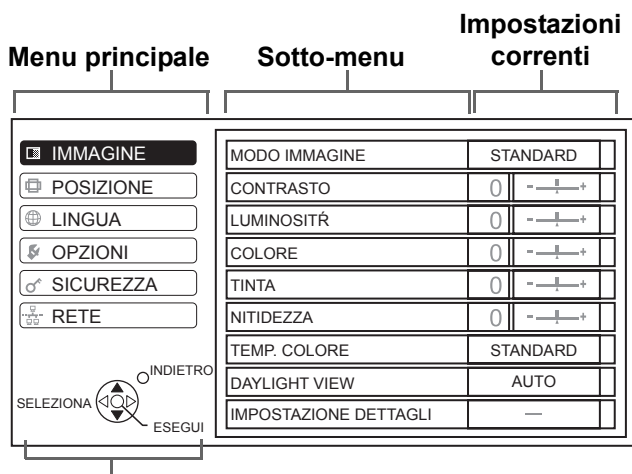 Menu principale
Sotto-menu
Impostazioni
correnti
IMMAGINE
POSIZIONE
LINGUA
OPZIONI
SICUREZZA
RETE
INDIETRO
SELEZIONA
ESEGUI
MODO IMMAGINE STANDARD
CONTRASTO 0 - +
LUMINOSITŔ 0 - +
COLORE 0 - +
TINTA 0 - +
NITIDEZZA 0 - +
TEMP. COLORE STANDARD
DAYLIGHT VIEW AUTO
IMPOSTAZIONE DETTAGLI —